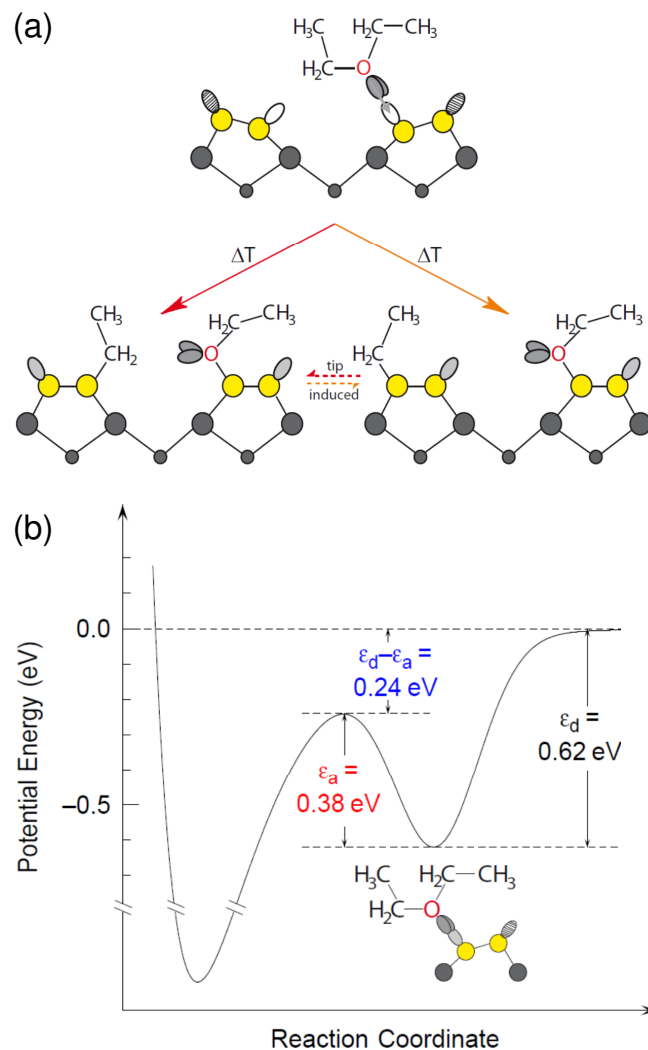 (a)
H₃C H₂C—CH₃
H₂C—O
ΔT ΔT
CH₃ H₂C—CH₃ CH₃ H₂C—CH₃
CH₂ O H₂C O
tip
induced
(b)
Potential Energy (eV)
0.0
−0.5
εd−εa =
0.24 eV
εa =
0.38 eV
εd =
0.62 eV
H₃C H₂C—CH₃
H₂C—O
Reaction Coordinate